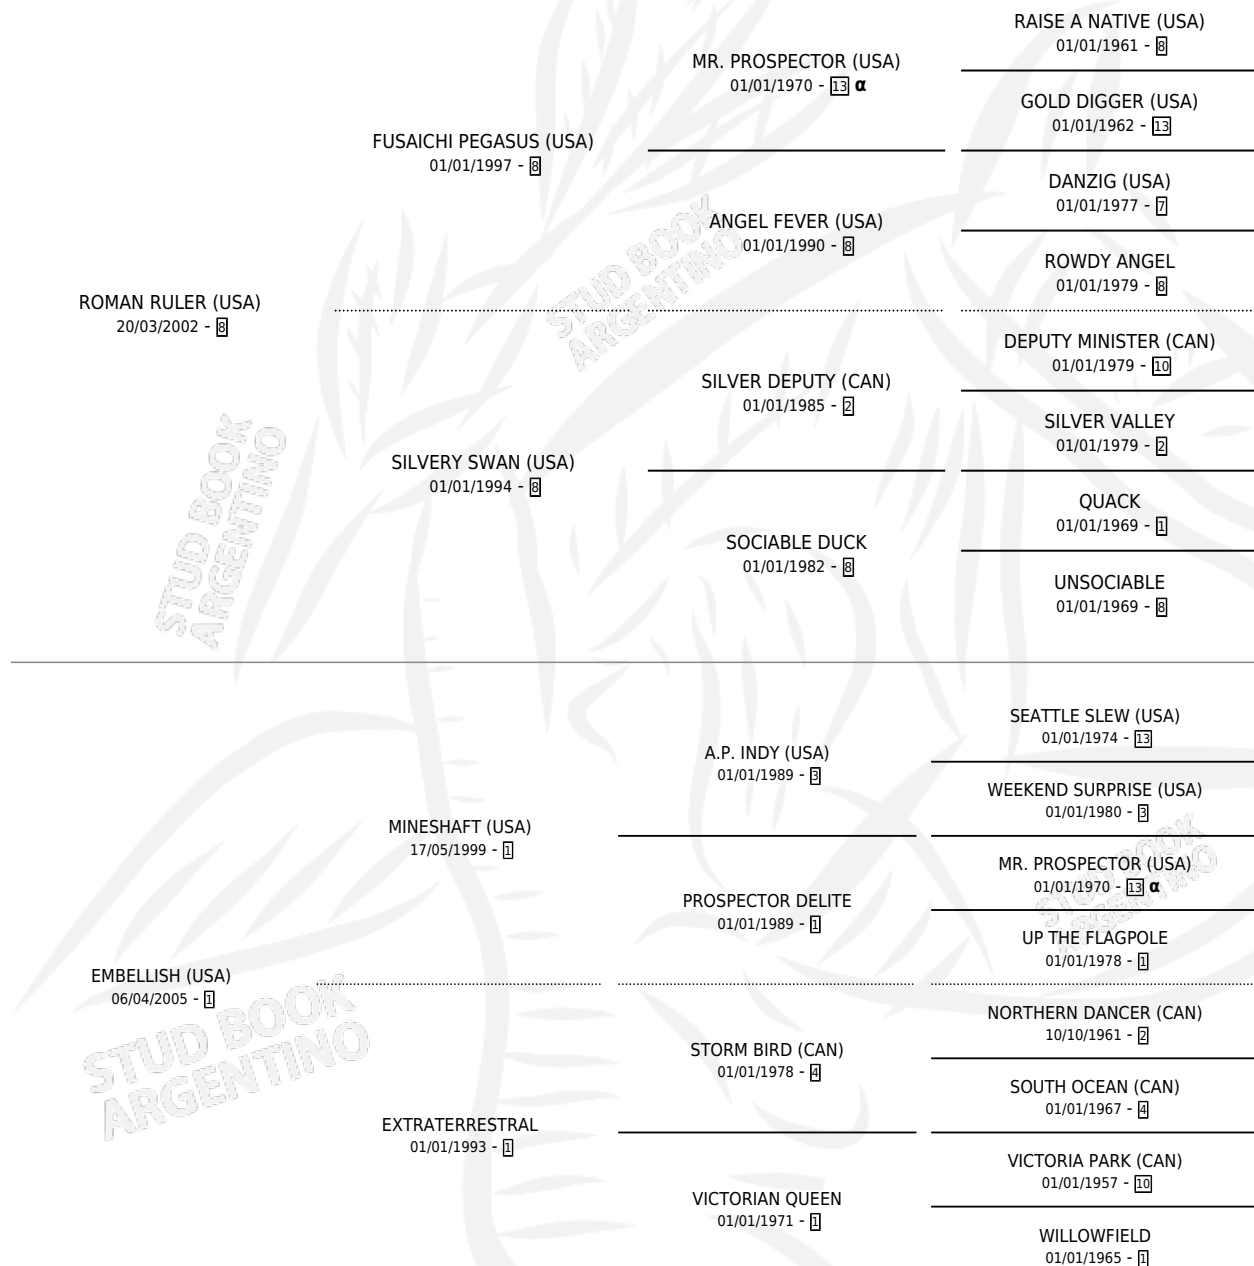 RAISE A NATIVE (USA)
01/01/1961 - 8
MR. PROSPECTOR (USA)
01/01/1970 - 13 α
GOLD DIGGER (USA)
01/01/1962 - 13
FUSAICHI PEGASUS (USA)
01/01/1997 - 8
DANZIG (USA)
01/01/1977 - 7
ANGEL FEVER (USA)
01/01/1990 - 8
ROWDY ANGEL
01/01/1979 - 8
ROMAN RULER (USA)
20/03/2002 - 8
DEPUTY MINISTER (CAN)
01/01/1979 - 10
SILVER DEPUTY (CAN)
01/01/1985 - 2
SILVER VALLEY
01/01/1979 - 2
SILVERY SWAN (USA)
01/01/1994 - 8
QUACK
01/01/1969 - 1
SOCIABLE DUCK
01/01/1982 - 8
UNSOCIABLE
01/01/1969 - 8
SEATTLE SLEW (USA)
01/01/1974 - 13
A.P. INDY (USA)
01/01/1989 - 3
WEEKEND SURPRISE (USA)
01/01/1980 - 3
MINESHAFT (USA)
17/05/1999 - 1
MR. PROSPECTOR (USA)
01/01/1970 - 13 α
PROSPECTOR DELITE
01/01/1989 - 1
UP THE FLAGPOLE
01/01/1978 - 1
EMBELLISH (USA)
06/04/2005 - 1
NORTHERN DANCER (CAN)
10/10/1961 - 2
STORM BIRD (CAN)
01/01/1978 - 4
SOUTH OCEAN (CAN)
01/01/1967 - 4
EXTRATERRESTRAL
01/01/1993 - 1
VICTORIA PARK (CAN)
01/01/1957 - 10
VICTORIAN QUEEN
01/01/1971 - 1
WILLOWFIELD
01/01/1965 - 1
STUD BOOK
ARGENTINO
STUD BOOK
ARGENTINO
STUD BOOK
ARGENTINO
STUD BOOK
ARGENTINO